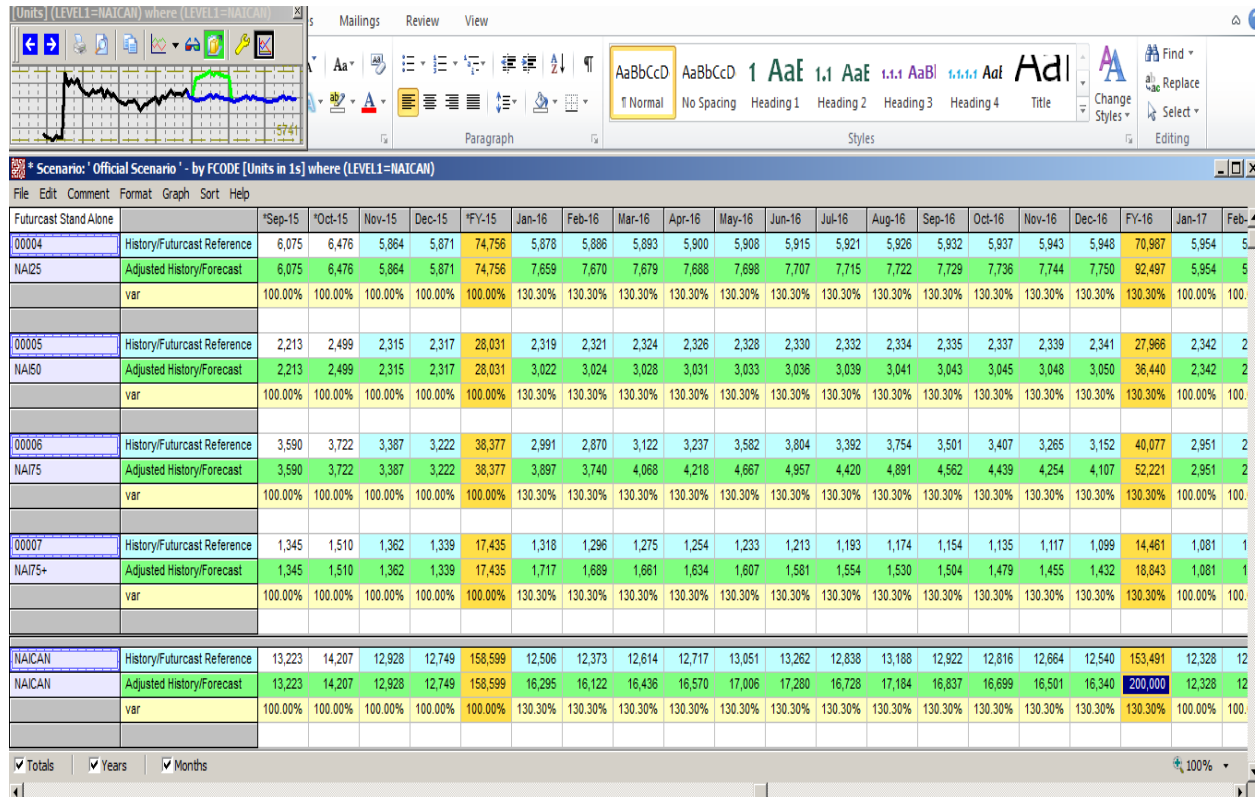 [Units] (LEVEL1=NAICAN) where (LEVEL1=NAICAN)
Mailings Review View
5741
Aa
A
Paragraph
AaBbCcD AaBbCcD 1 AaE 1.1 AaE 1.1.1 AaBl 1.1.1.1 Aal AaI
¶ Normal No Spacing Heading 1 Heading 2 Heading 3 Heading 4 Title
Change Styles
Styles
Find
Replace
Select
Editing
* Scenario: ' Official Scenario ' - by FCODE [Units in 1s] where (LEVEL1=NAICAN)
File Edit Comment Format Graph Sort Help
Futurcast Stand Alone *Sep-15 *Oct-15 Nov-15 Dec-15 *FY-15 Jan-16 Feb-16 Mar-16 Apr-16 May-16 Jun-16 Jul-16 Aug-16 Sep-16 Oct-16 Nov-16 Dec-16 FY-16 Jan-17 Feb-
00004 History/Futurcast Reference 6,075 6,476 5,864 5,871 74,756 5,878 5,886 5,893 5,900 5,908 5,915 5,921 5,926 5,932 5,937 5,943 5,948 70,987 5,954 5
NAI25 Adjusted History/Forecast 6,075 6,476 5,864 5,871 74,756 7,659 7,670 7,679 7,688 7,698 7,707 7,715 7,722 7,729 7,736 7,744 7,750 92,497 5,954 5
var 100.00% 100.00% 100.00% 100.00% 100.00% 130.30% 130.30% 130.30% 130.30% 130.30% 130.30% 130.30% 130.30% 130.30% 130.30% 130.30% 130.30% 130.30% 100.00% 100.
00005 History/Futurcast Reference 2,213 2,499 2,315 2,317 28,031 2,319 2,321 2,324 2,326 2,328 2,330 2,332 2,334 2,335 2,337 2,339 2,341 27,966 2,342 2
NAI50 Adjusted History/Forecast 2,213 2,499 2,315 2,317 28,031 3,022 3,024 3,028 3,031 3,033 3,036 3,039 3,041 3,043 3,045 3,048 3,050 36,440 2,342 2
var 100.00% 100.00% 100.00% 100.00% 100.00% 130.30% 130.30% 130.30% 130.30% 130.30% 130.30% 130.30% 130.30% 130.30% 130.30% 130.30% 130.30% 130.30% 100.00% 100.
00006 History/Futurcast Reference 3,590 3,722 3,387 3,222 38,377 2,991 2,870 3,122 3,237 3,582 3,804 3,392 3,754 3,501 3,407 3,265 3,152 40,077 2,951 2
NAI75 Adjusted History/Forecast 3,590 3,722 3,387 3,222 38,377 3,897 3,740 4,068 4,218 4,667 4,957 4,420 4,891 4,562 4,439 4,254 4,107 52,221 2,951 2
var 100.00% 100.00% 100.00% 100.00% 100.00% 130.30% 130.30% 130.30% 130.30% 130.30% 130.30% 130.30% 130.30% 130.30% 130.30% 130.30% 130.30% 130.30% 100.00% 100.
00007 History/Futurcast Reference 1,345 1,510 1,362 1,339 17,435 1,318 1,296 1,275 1,254 1,233 1,213 1,193 1,174 1,154 1,135 1,117 1,099 14,461 1,081 1
NAI75+ Adjusted History/Forecast 1,345 1,510 1,362 1,339 17,435 1,717 1,689 1,661 1,634 1,607 1,581 1,554 1,530 1,504 1,479 1,455 1,432 18,843 1,081 1
var 100.00% 100.00% 100.00% 100.00% 100.00% 130.30% 130.30% 130.30% 130.30% 130.30% 130.30% 130.30% 130.30% 130.30% 130.30% 130.30% 130.30% 130.30% 100.00% 100.
NAICAN History/Futurcast Reference 13,223 14,207 12,928 12,749 158,599 12,506 12,373 12,614 12,717 13,051 13,262 12,838 13,188 12,922 12,816 12,664 12,540 153,491 12,328 12
NAICAN Adjusted History/Forecast 13,223 14,207 12,928 12,749 158,599 16,295 16,122 16,436 16,570 17,006 17,280 16,728 17,184 16,837 16,699 16,501 16,340 200,000 12,328 12
var 100.00% 100.00% 100.00% 100.00% 100.00% 130.30% 130.30% 130.30% 130.30% 130.30% 130.30% 130.30% 130.30% 130.30% 130.30% 130.30% 130.30% 130.30% 100.00% 100.
Totals Years Months 100%